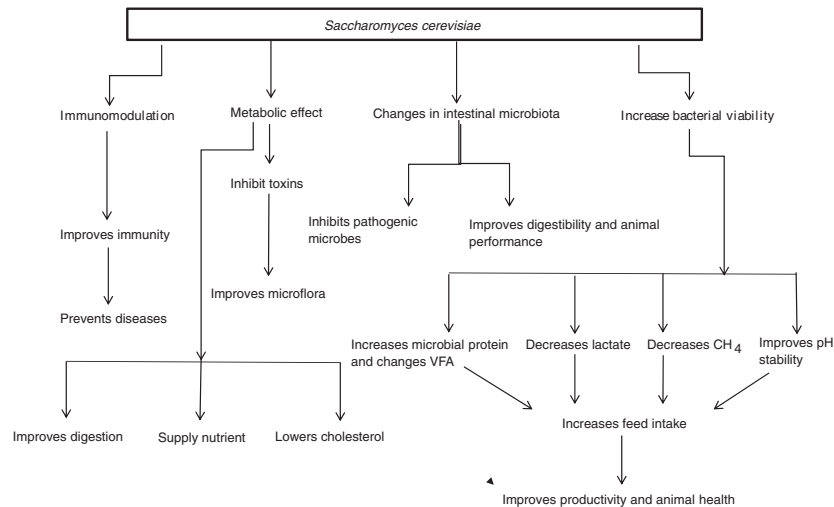 Saccharomyces cerevisiae
Immunomodulation
Metabolic effect
Changes in intestinal microbiota
Increase bacterial viability
Inhibit toxins
Inhibits pathogenic
microbes
Improves digestibility and animal
performance
Improves immunity
Improves microflora
Prevents diseases
Increases microbial protein
and changes VFA
Decreases lactate
Decreases CH4
Improves pH
stability
Improves digestion
Supply nutrient
Lowers cholesterol
Increases feed intake
Improves productivity and animal health